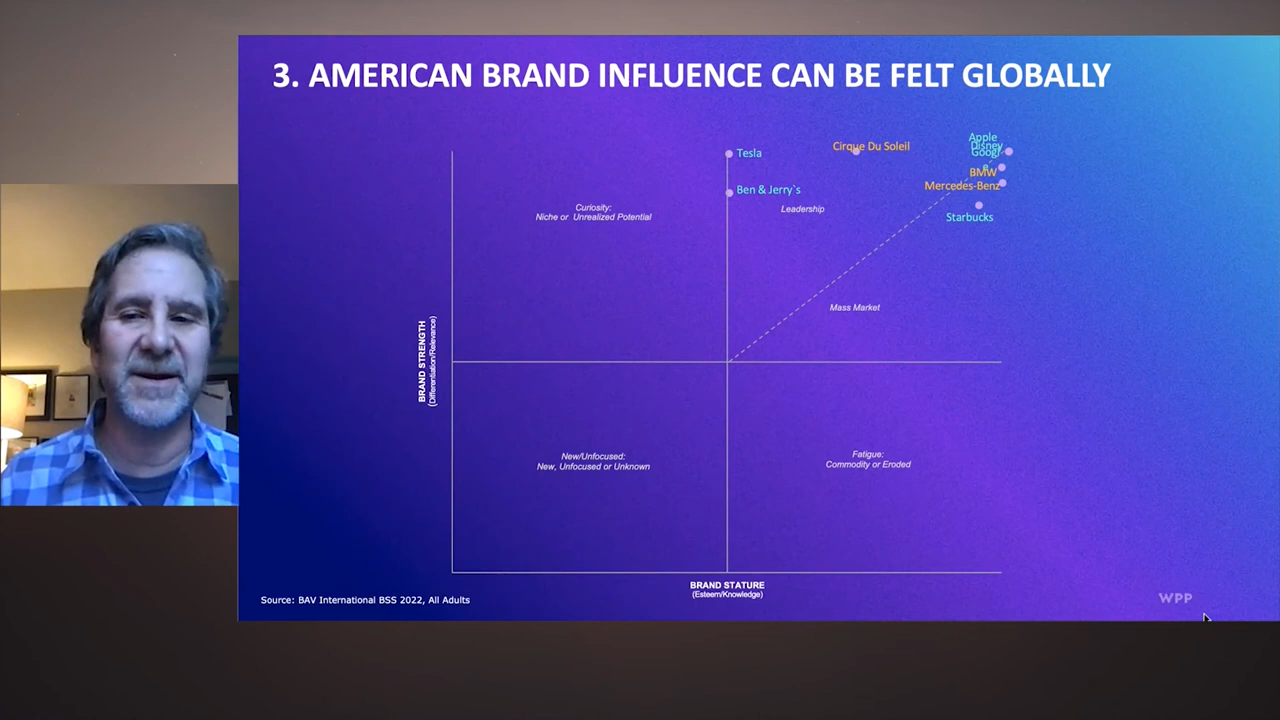 3. AMERICAN BRAND INFLUENCE CAN BE FELT GLOBALLY
Apple
Disney
Googl
e
Cirque Du Soleil
Tesla
BMW
Mercedes-Benz
Ben & Jerry`s
Starbucks
Curiosity:
Niche or Unrealized Potential
Leadership
Mass Market
BRAND STRENGTH
(Differentiation/Relevance)
New/Unfocused:
New, Unfocused or Unknown
Fatigue:
Commodity or Eroded
BRAND STATURE
(Esteem/Knowledge)
Source: BAV International BSS 2022, All Adults
WPP